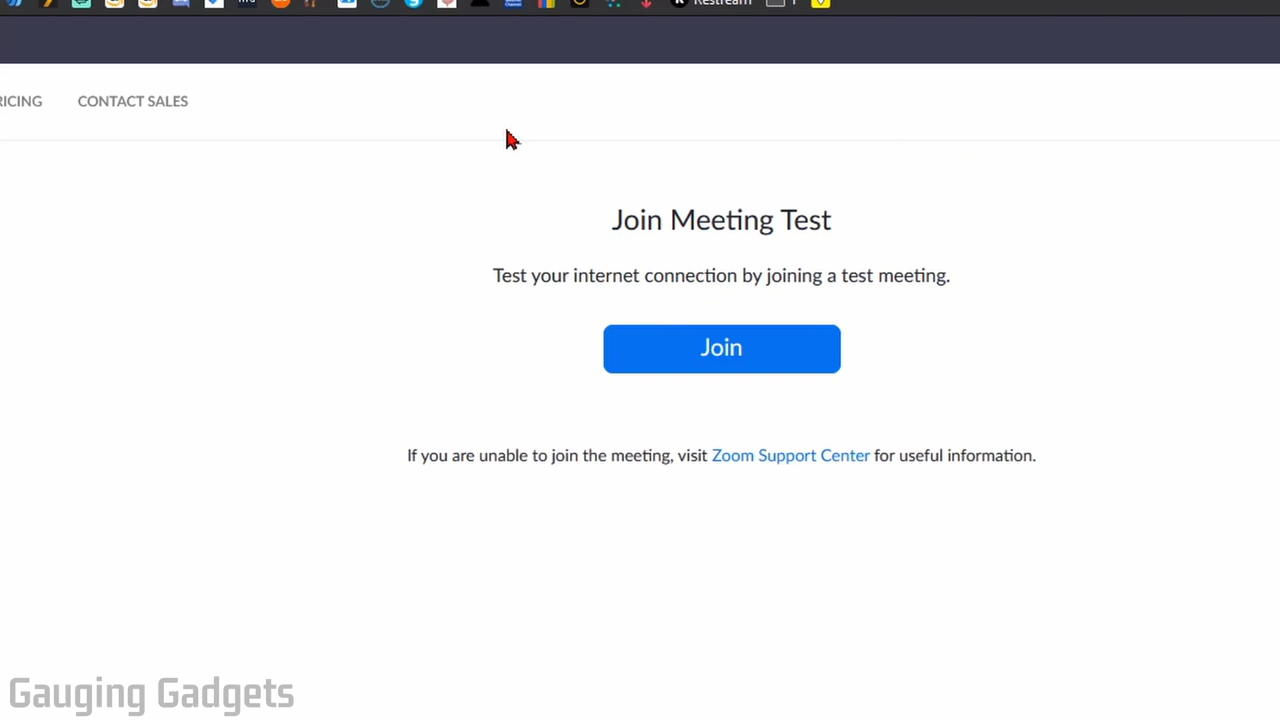 Restream
CONTACT SALES
Join Meeting Test
Test your internet connection by joining a test meeting.
Join
If you are unable to join the meeting, visit Zoom Support Center for useful information.
Gauging Gadgets